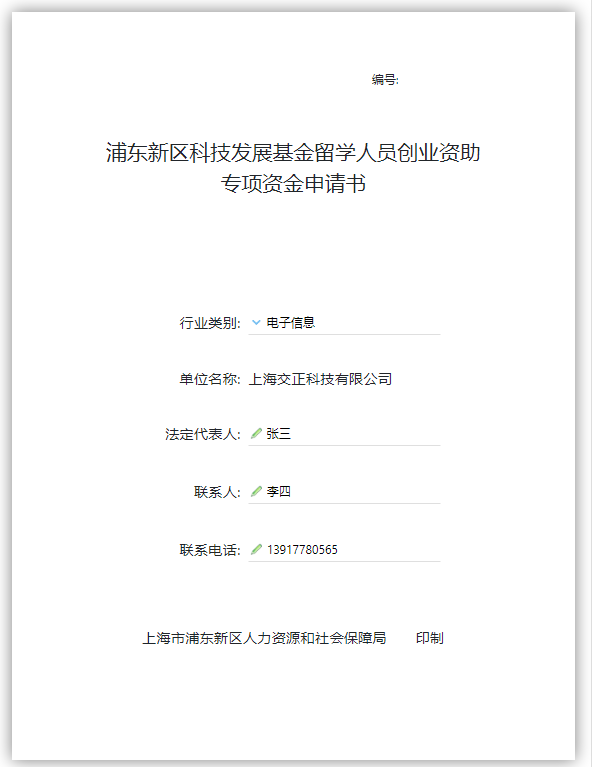 编号:
浦东新区科技发展基金留学人员创业资助
专项资金申请书
行业类别: 电子信息
单位名称: 上海交正科技有限公司
法定代表人: 张三
联系人: 李四
联系电话: 13917780565
上海市浦东新区人力资源和社会保障局 印制